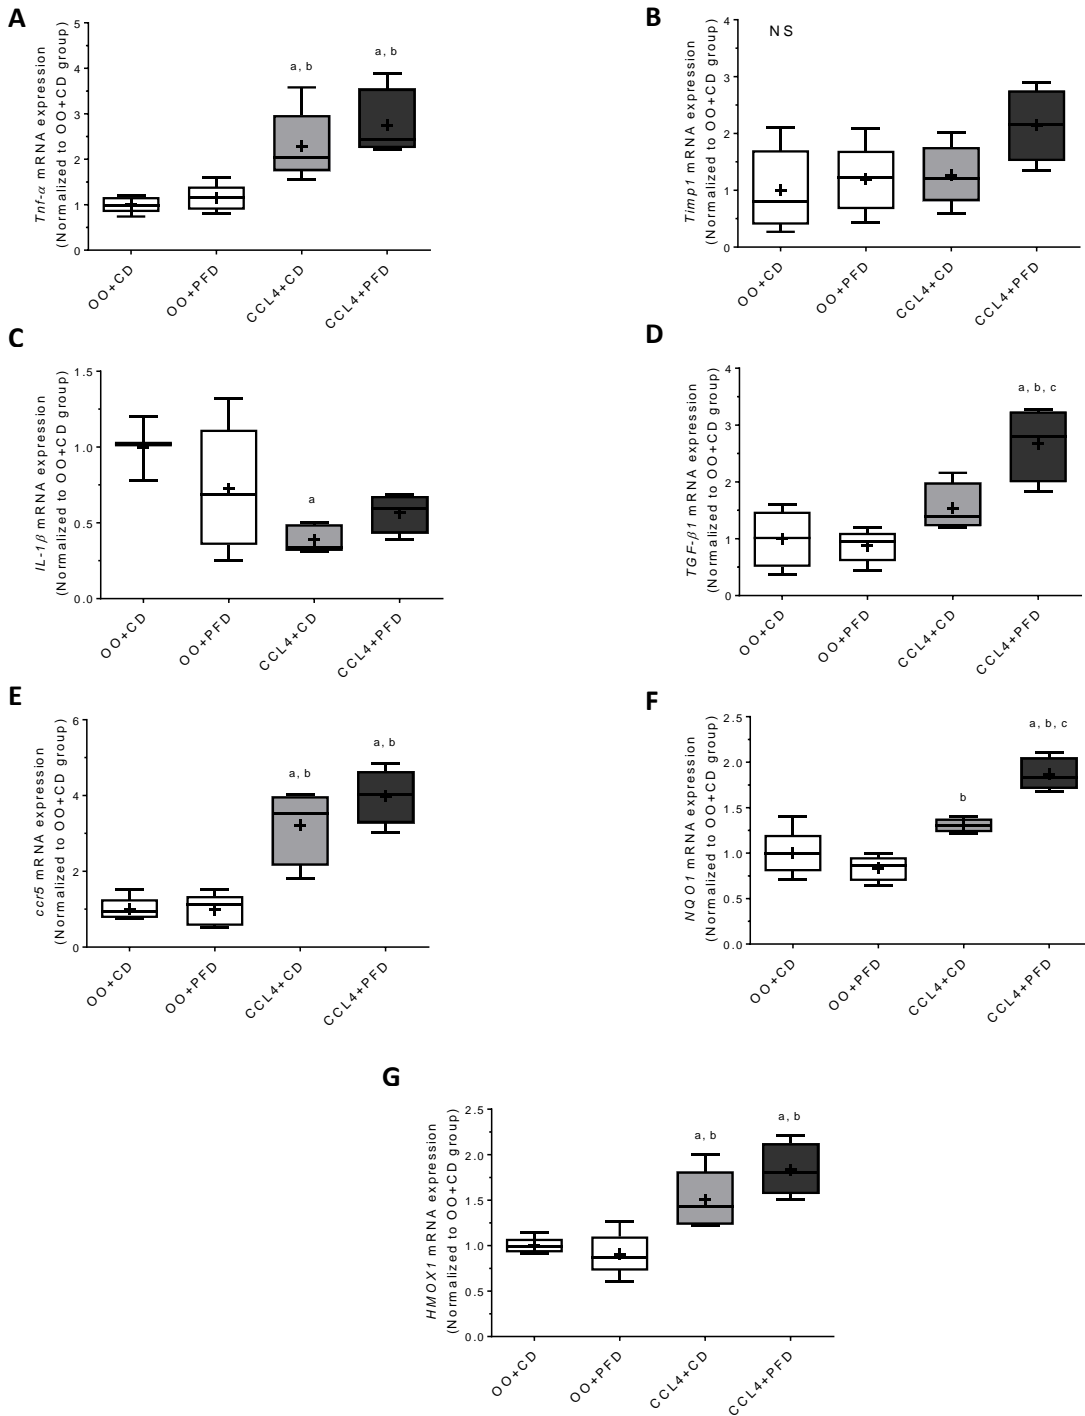 A
Tnf-α mRNA expression
(Normalized to OO+CD group)
5
4
3
2
1
0
a, b
a, b
OO+CD
OO+PFD
CCL4+CD
CCL4+PFD
B
Timp1 mRNA expression
(Normalized to OO+CD group)
4
3
2
1
0
NS
OO+CD
OO+PFD
CCL4+CD
CCL4+PFD
C
IL-1β mRNA expression
(Normalized to OO+CD group)
1.5
1.0
0.5
0.0
a
OO+CD
OO+PFD
CCL4+CD
CCL4+PFD
D
TGF-β1 mRNA expression
(Normalized to OO+CD group)
4
3
2
1
0
a, b, c
OO+CD
OO+PFD
CCL4+CD
CCL4+PFD
E
ccr5 mRNA expression
(Normalized to OO+CD group)
6
4
2
0
a, b
a, b
OO+CD
OO+PFD
CCL4+CD
CCL4+PFD
F
NQO1 mRNA expression
(Normalized to OO+CD group)
2.5
2.0
1.5
1.0
0.5
0.0
b
a, b, c
OO+CD
OO+PFD
CCL4+CD
CCL4+PFD
G
HMOX1 mRNA expression
(Normalized to OO+CD group)
2.5
2.0
1.5
1.0
0.5
0.0
a, b
a, b
OO+CD
OO+PFD
CCL4+CD
CCL4+PFD